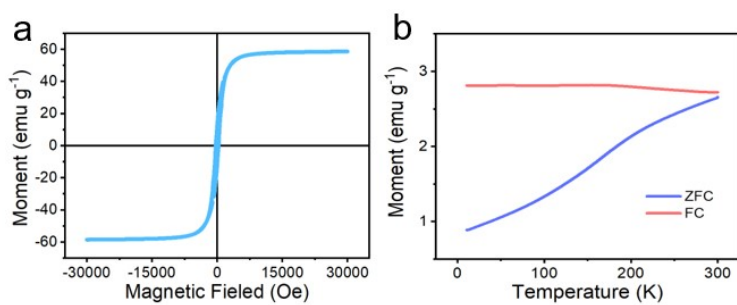 a
60
40
20
0
-20
-40
-60
Moment (emu g-1)
-30000 -15000 0 15000 30000
Magnetic Fieled (Oe)
b
3
2
1
Moment (emu g-1)
ZFC
FC
0 100 200 300
Temperature (K)